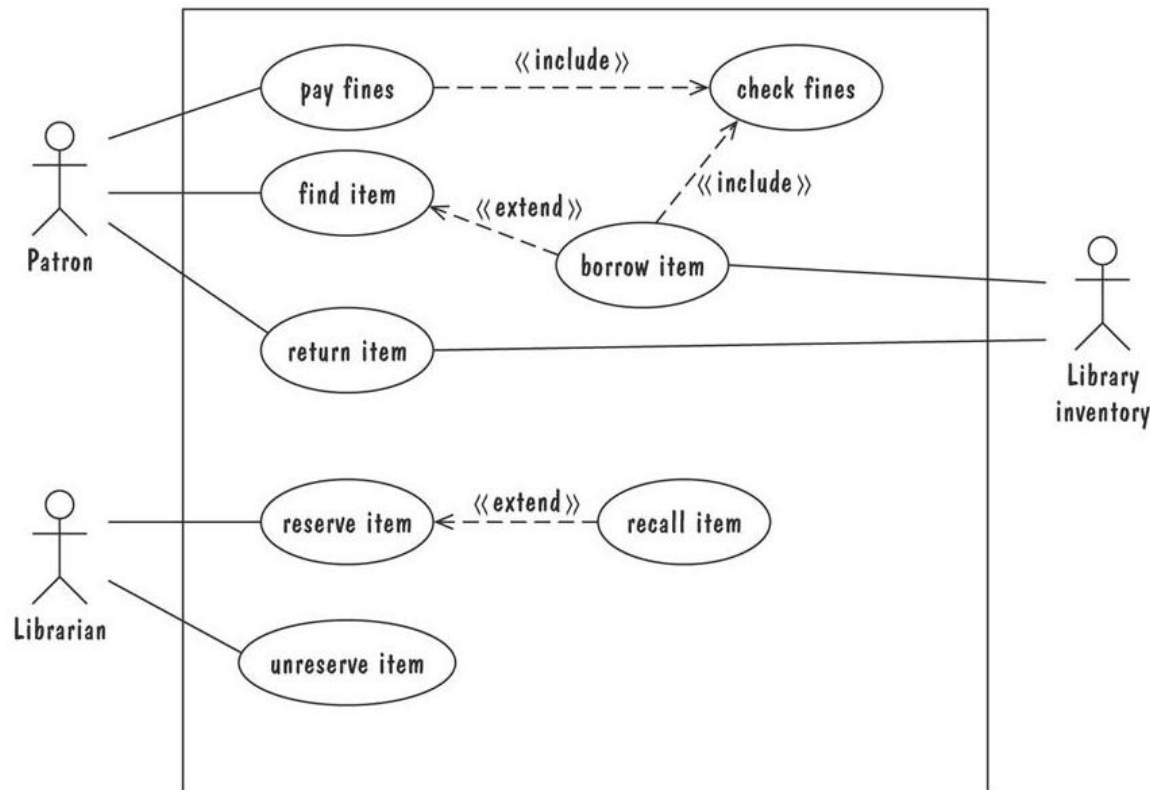 pay fines
«include»
check fines
find item
«extend»
«include»
borrow item
Patron
return item
Library
inventory
reserve item
«extend»
recall item
Librarian
unreserve item